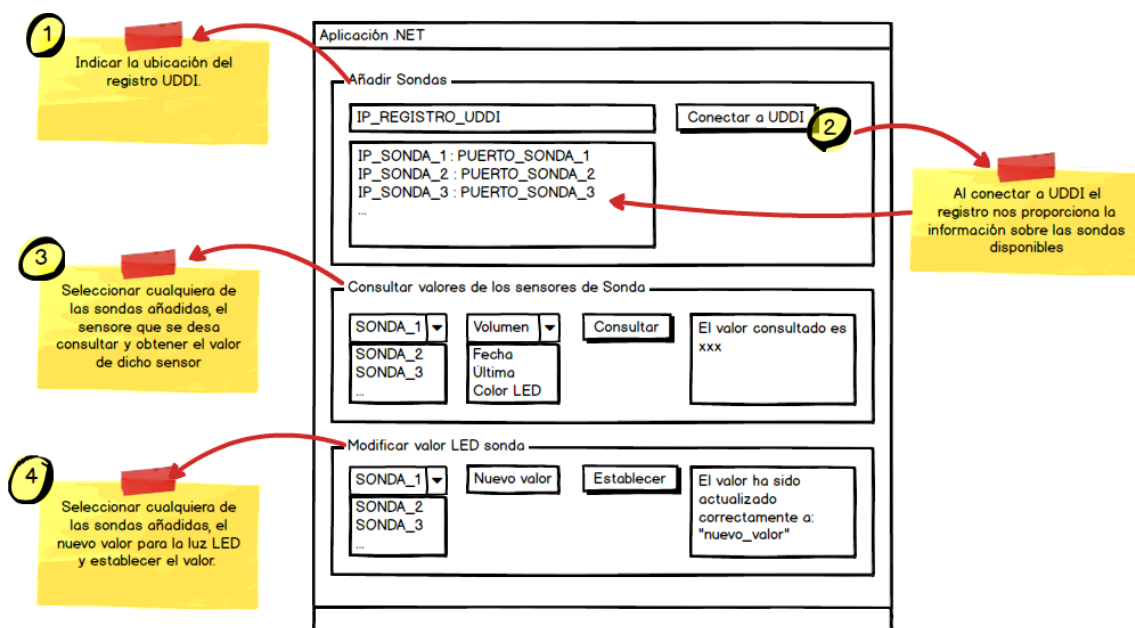 1
Indicar la ubicación del
registro UDDI.
Aplicación .NET
Añadir Sondas
IP_REGISTRO_UDDI
Conectar a UDDI
2
IP_SONDA_1 : PUERTO_SONDA_1
IP_SONDA_2 : PUERTO_SONDA_2
IP_SONDA_3 : PUERTO_SONDA_3
...
Al conectar a UDDI el
registro nos proporciona la
información sobre las sondas
disponibles
3
Seleccionar cualquiera de
las sondas añadidas, el
sensore que se desa
consultar y obtener el valor
de dicho sensor
Consultar valores de los sensores de Sonda
SONDA_1
SONDA_2
SONDA_3
...
Volumen
Fecha
Última
Color LED
Consultar
El valor consultado es
xxx
4
Seleccionar cualquiera de
las sondas añadidas, el
nuevo valor para la luz LED
y establecer el valor.
Modificar valor LED sonda
SONDA_1
SONDA_2
SONDA_3
...
Nuevo valor
Establecer
El valor ha sido
actualizado
correctamente a:
"nuevo_valor"